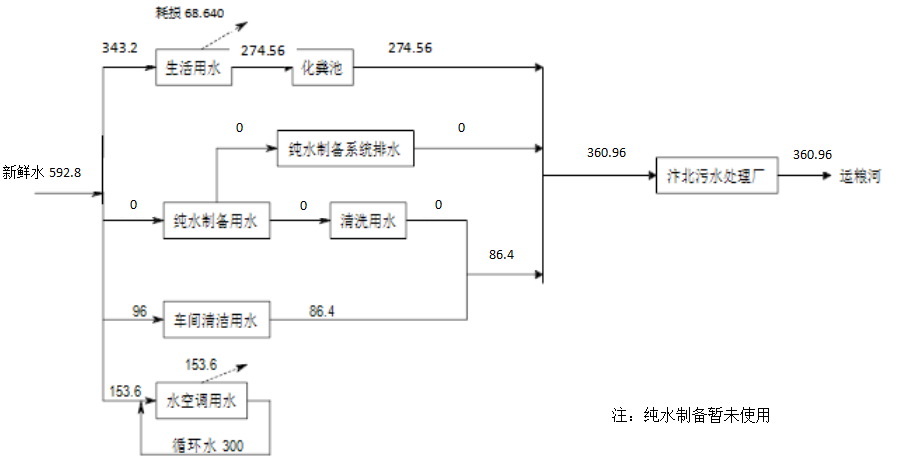 耗损 68.640
343.2
生活用水
274.56
化粪池
274.56
0
纯水制备系统排水
0
新鲜水 592.8
360.96
汴北污水处理厂
360.96
运粮河
0
纯水制备用水
0
清洗用水
0
86.4
96
车间清洁用水
86.4
153.6
153.6
水空调用水
循环水 300
注：纯水制备暂未使用